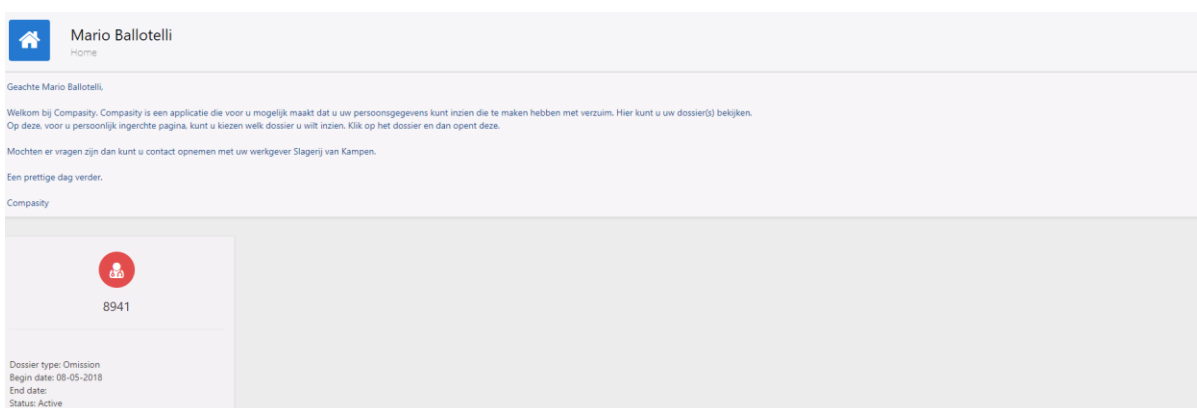 Mario Ballotelli
Home
Geachte Mario Ballotelli,
Welkom bij Compasity. Compasity is een applicatie die voor u mogelijk maakt dat u uw persoonsgegevens kunt inzien die te maken hebben met verzuim. Hier kunt u uw dossier(s) bekijken.
Op deze, voor u persoonlijk ingerchte pagina, kunt u kiezen welk dossier u wilt inzien. Klik op het dossier en dan opent deze.
Mochten er vragen zijn dan kunt u contact opnemen met uw werkgever Slagerij van Kampen.
Een prettige dag verder,
Compasity
8941
Dossier type: Omission
Begin date: 08-05-2018
End date:
Status: Active